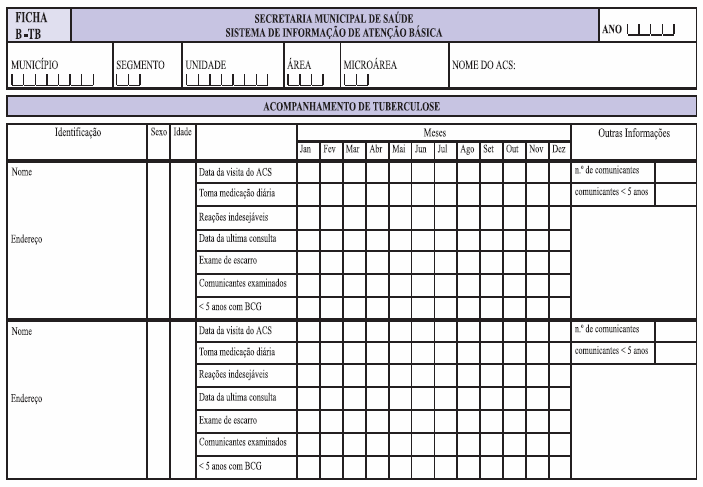 FICHA
B-TB
SECRETARIA MUNICIPAL DE SAÚDE
SISTEMA DE INFORMAÇÃO DE ATENÇÃO BÁSICA
ANO
MUNICÍPIO
SEGMENTO
UNIDADE
ÁREA
MICROÁREA
NOME DO ACS:
ACOMPANHAMENTO DE TUBERCULOSE
Identificação
Sexo
Idade
Meses
Outras Informações
Jan Fev Mar Abr Mai Jun Jul Ago Set Out Nov Dez
Nome
Endereço
Data da visita do ACS
Toma medicação diária
Reações indesejáveis
Data da ultima consulta
Exame de escarro
Comunicantes examinados
< 5 anos com BCG
n.º de comunicantes
comunicantes < 5 anos
Nome
Endereço
Data da visita do ACS
Toma medicação diária
Reações indesejáveis
Data da ultima consulta
Exame de escarro
Comunicantes examinados
< 5 anos com BCG
n.º de comunicantes
comunicantes < 5 anos